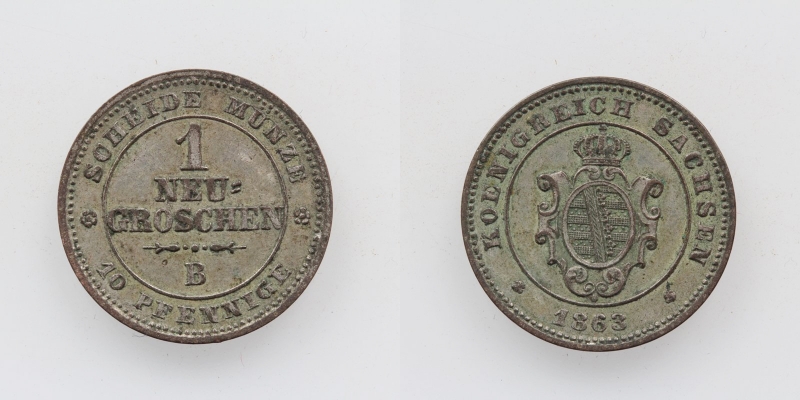 SCHEIDE MÜNZE
1
NEU-
GROSCHEN
B
10 PFENNIGE
KOENIGREICH SACHSEN
1863